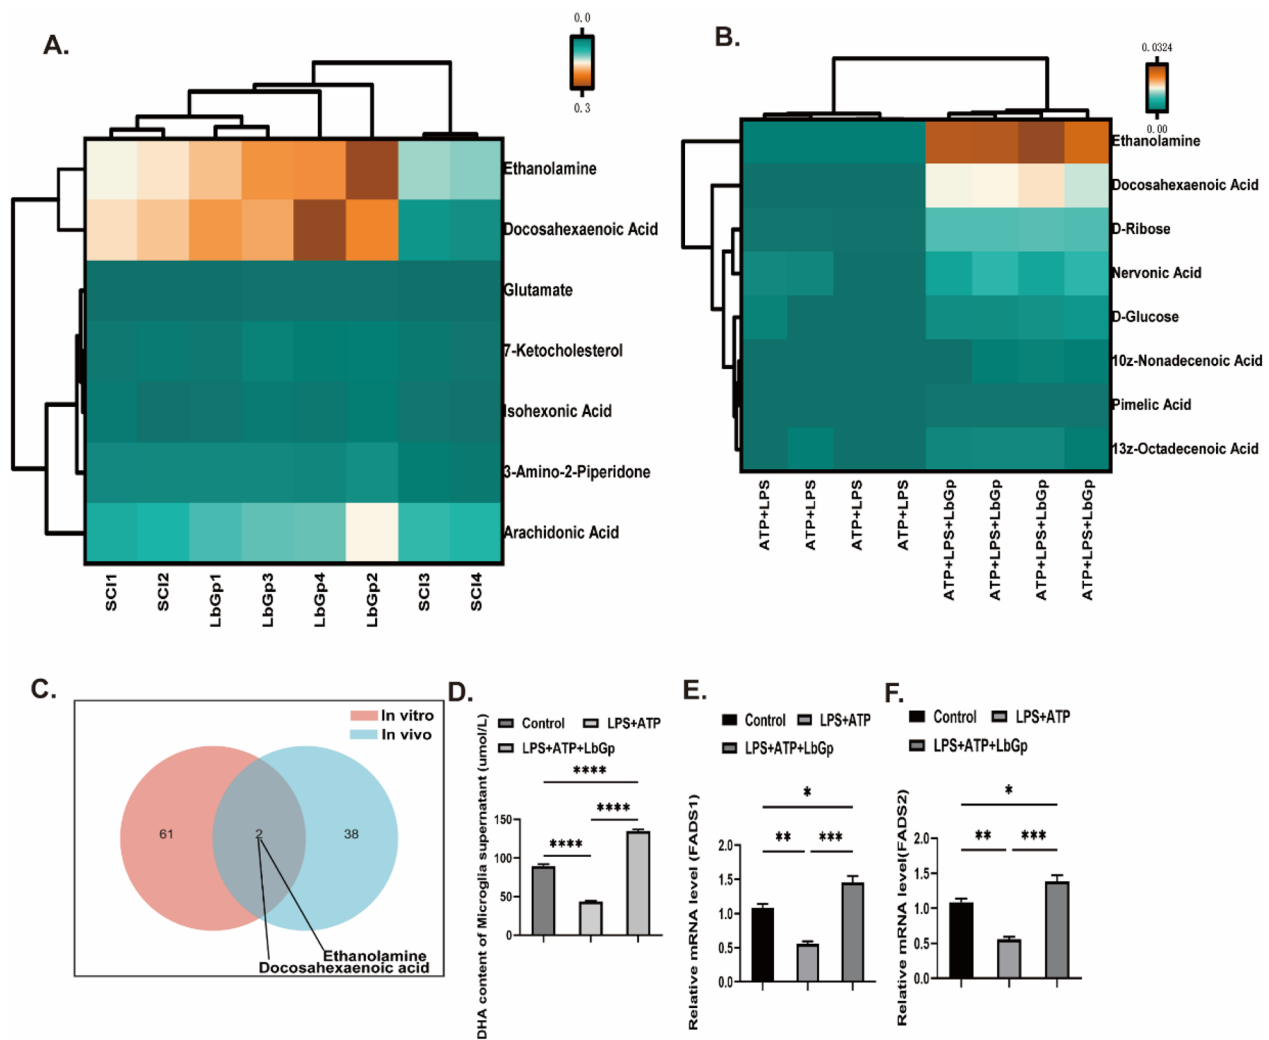 A.
0.0
0.3
Ethanolamine
Docosahexaenoic Acid
Glutamate
7-Ketocholesterol
Isohexonic Acid
3-Amino-2-Piperidone
Arachidonic Acid
SCI1
SCI2
LbGp1
LbGp3
LbGp4
LbGp2
SCI3
SCI4
B.
0.0324
0.00
Ethanolamine
Docosahexaenoic Acid
D-Ribose
Nervonic Acid
D-Glucose
10z-Nonadecenoic Acid
Pimelic Acid
13z-Octadecenoic Acid
ATP+LPS
ATP+LPS
ATP+LPS
ATP+LPS
ATP+LPS+LbGp
ATP+LPS+LbGp
ATP+LPS+LbGp
ATP+LPS+LbGp
C.
In vitro
In vivo
61
2
38
Ethanolamine
Docosahexaenoic acid
D.
Control LPS+ATP
LPS+ATP+LbGp
DHA content of Microglia supernatant (umol/L)
****
****
****
150
100
50
0
E.
Control LPS+ATP
LPS+ATP+LbGp
Relative mRNA level (FADS1)
*
** ***
2.0
1.5
1.0
0.5
0.0
F.
Control LPS+ATP
LPS+ATP+LbGp
Relative mRNA level(FADS2)
*
** ***
2.0
1.5
1.0
0.5
0.0